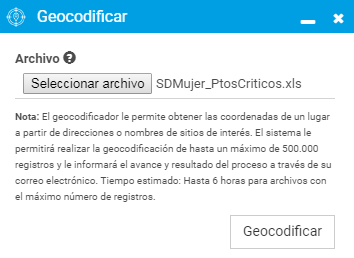 Geocodificar
Archivo
Seleccionar archivo SDMujer_PtosCriticos.xls
Nota: El geocodificador le permite obtener las coordenadas de un lugar
a partir de direcciones o nombres de sitios de interés. El sistema le
permitirá realizar la geocodificación de hasta un máximo de 500.000
registros y le informará el avance y resultado del proceso a través de su
correo electrónico. Tiempo estimado: Hasta 6 horas para archivos con
el máximo número de registros.
Geocodificar